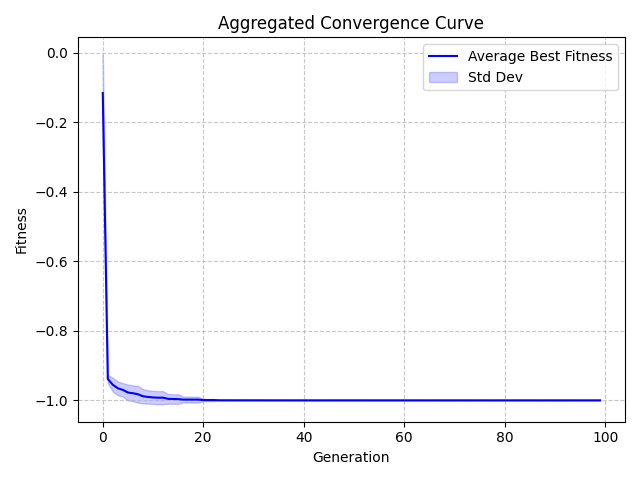 Aggregated Convergence Curve
Average Best Fitness
Std Dev
Fitness
0.0
−0.2
−0.4
−0.6
−0.8
−1.0
0 20 40 60 80 100
Generation